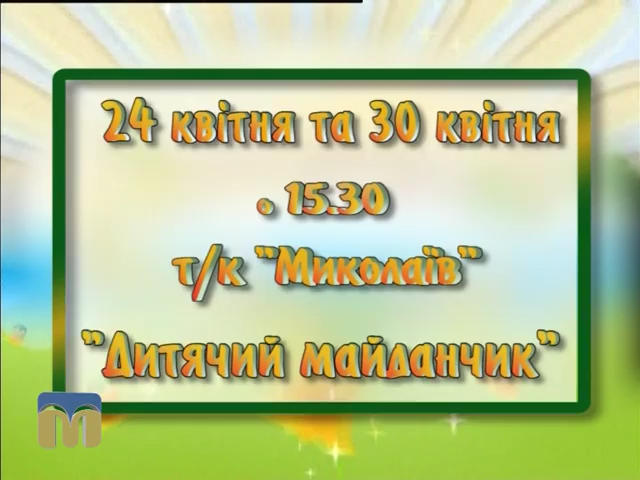 24 квітня та 30 квітня
о 15.30
т/к "Миколаїв"
"Дитячий майданчик"